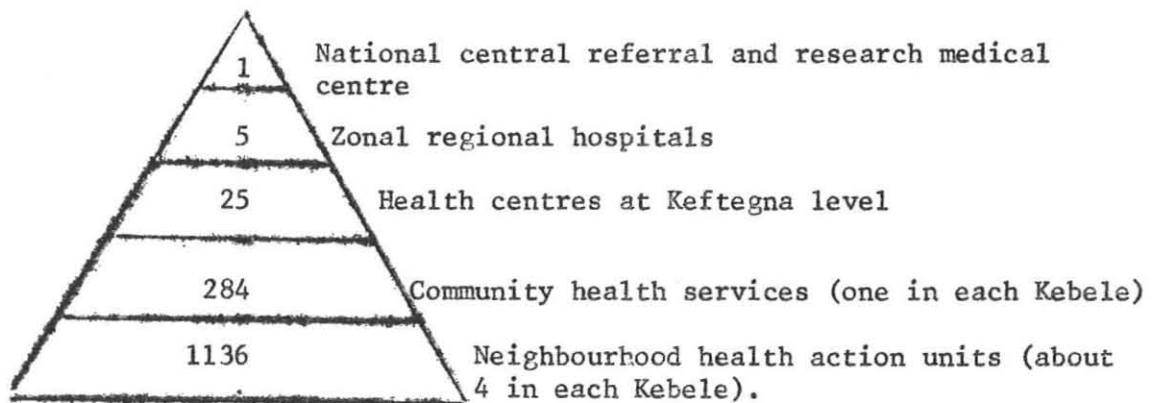 1 National central referral and research medical
centre
5 Zonal regional hospitals
25 Health centres at Keftegna level
284 Community health services (one in each Kebele)
1136 Neighbourhood health action units (about
4 in each Kebele).